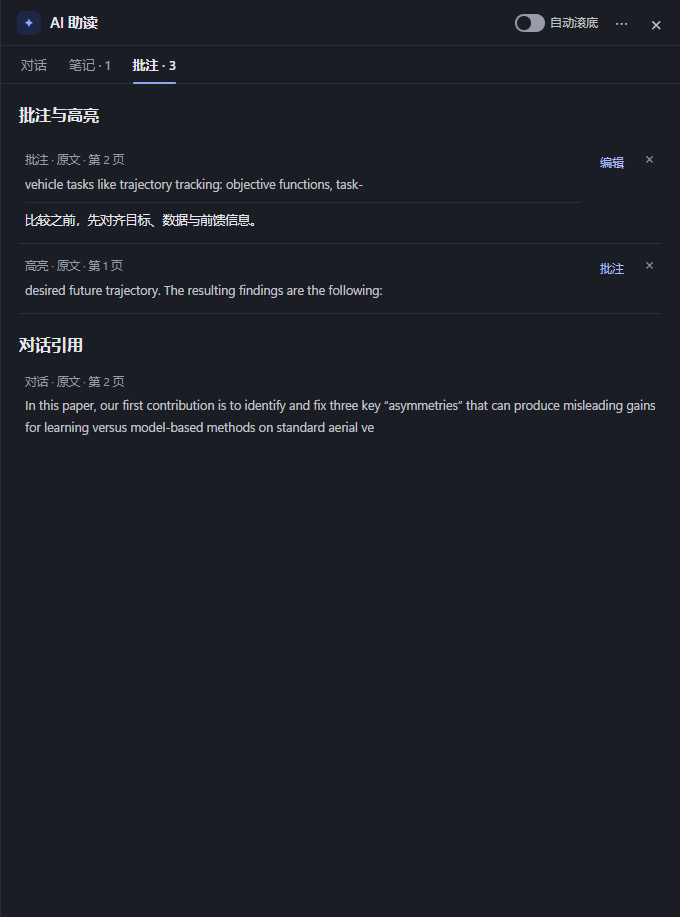 AI 助读
自动滚底
对话 笔记 · 1 批注 · 3
批注与高亮
批注 · 原文 · 第 2 页
编辑
vehicle tasks like trajectory tracking: objective functions, task-
比较之前，先对齐目标、数据与前馈信息。
高亮 · 原文 · 第 1 页
批注
desired future trajectory. The resulting findings are the following:
对话引用
对话 · 原文 · 第 2 页
In this paper, our first contribution is to identify and fix three key “asymmetries” that can produce misleading gains
for learning versus model-based methods on standard aerial ve